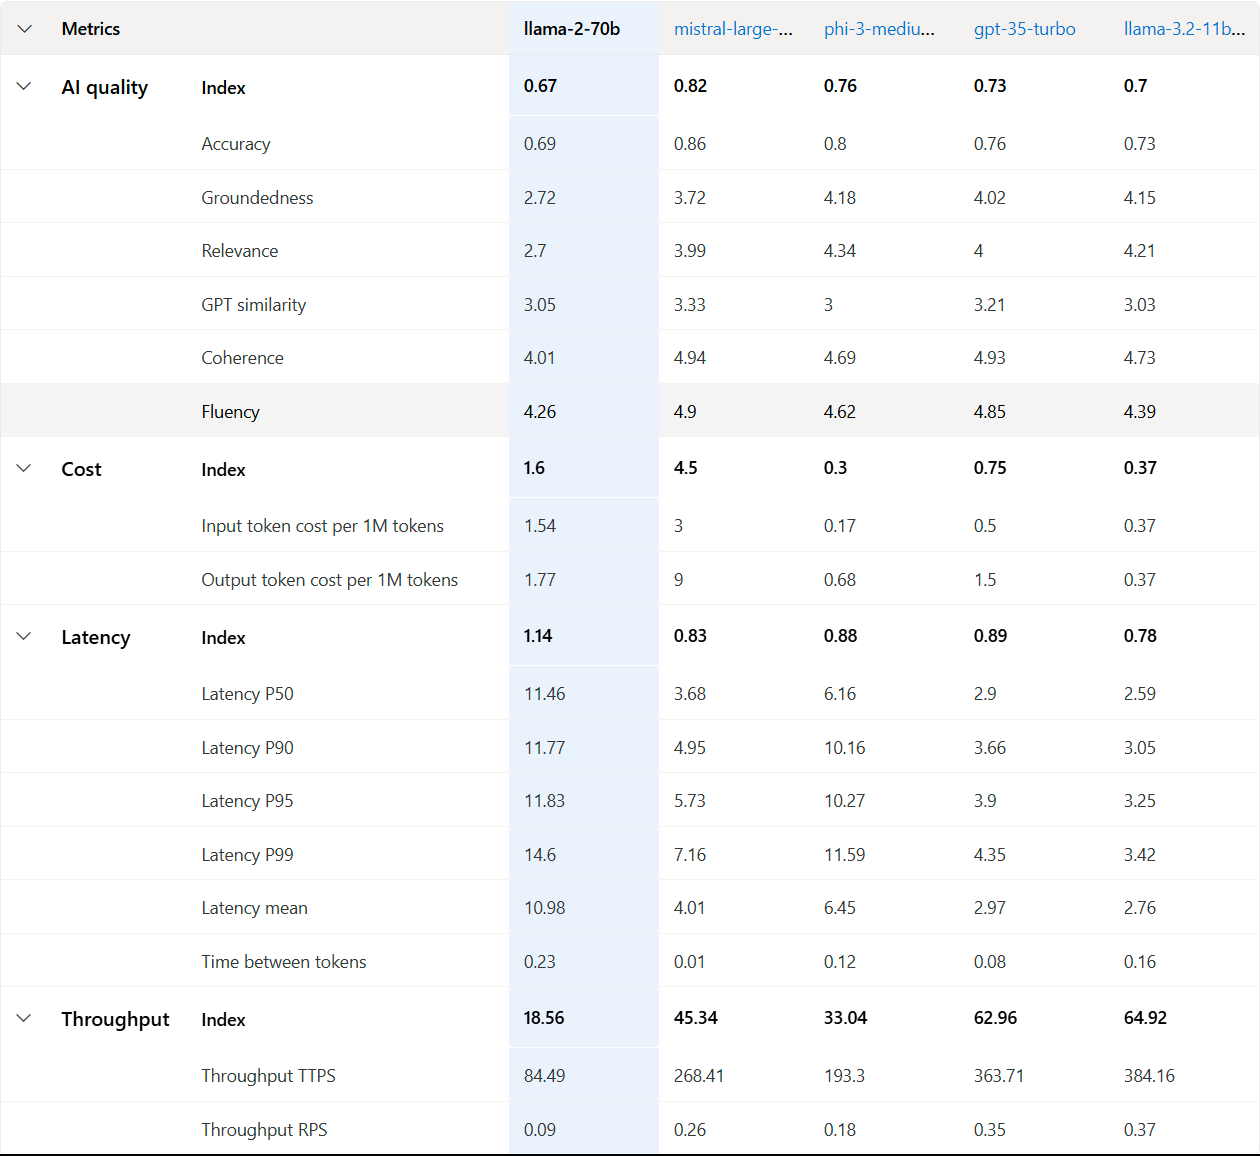 Metrics llama-2-70b mistral-large-... phi-3-mediu... gpt-35-turbo llama-3.2-11b...
AI quality Index 0.67 0.82 0.76 0.73 0.7
Accuracy 0.69 0.86 0.8 0.76 0.73
Groundedness 2.72 3.72 4.18 4.02 4.15
Relevance 2.7 3.99 4.34 4 4.21
GPT similarity 3.05 3.33 3 3.21 3.03
Coherence 4.01 4.94 4.69 4.93 4.73
Fluency 4.26 4.9 4.62 4.85 4.39
Cost Index 1.6 4.5 0.3 0.75 0.37
Input token cost per 1M tokens 1.54 3 0.17 0.5 0.37
Output token cost per 1M tokens 1.77 9 0.68 1.5 0.37
Latency Index 1.14 0.83 0.88 0.89 0.78
Latency P50 11.46 3.68 6.16 2.9 2.59
Latency P90 11.77 4.95 10.16 3.66 3.05
Latency P95 11.83 5.73 10.27 3.9 3.25
Latency P99 14.6 7.16 11.59 4.35 3.42
Latency mean 10.98 4.01 6.45 2.97 2.76
Time between tokens 0.23 0.01 0.12 0.08 0.16
Throughput Index 18.56 45.34 33.04 62.96 64.92
Throughput TTPS 84.49 268.41 193.3 363.71 384.16
Throughput RPS 0.09 0.26 0.18 0.35 0.37